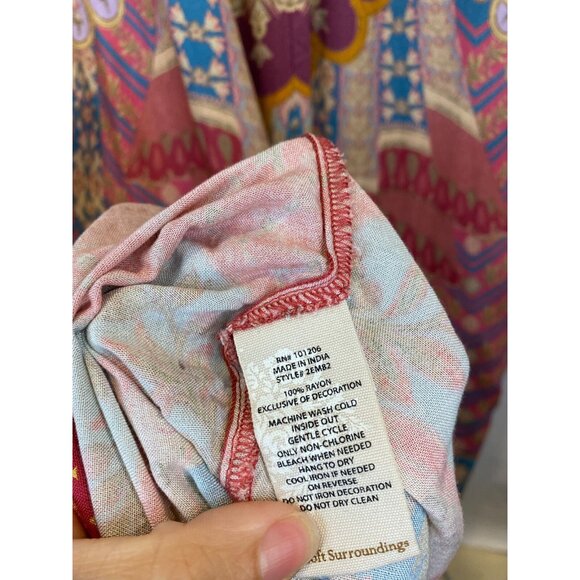 RN# 101206
MADE IN INDIA
STYLE# 2EMB2
100% RAYON
EXCLUSIVE OF DECORATION
MACHINE WASH COLD
INSIDE OUT
GENTLE CYCLE
ONLY NON-CHLORINE
BLEACH WHEN NEEDED
HANG TO DRY
COOL IRON IF NEEDED
ON REVERSE
DO NOT IRON DECORATION
DO NOT DRY CLEAN
oft Surroundings